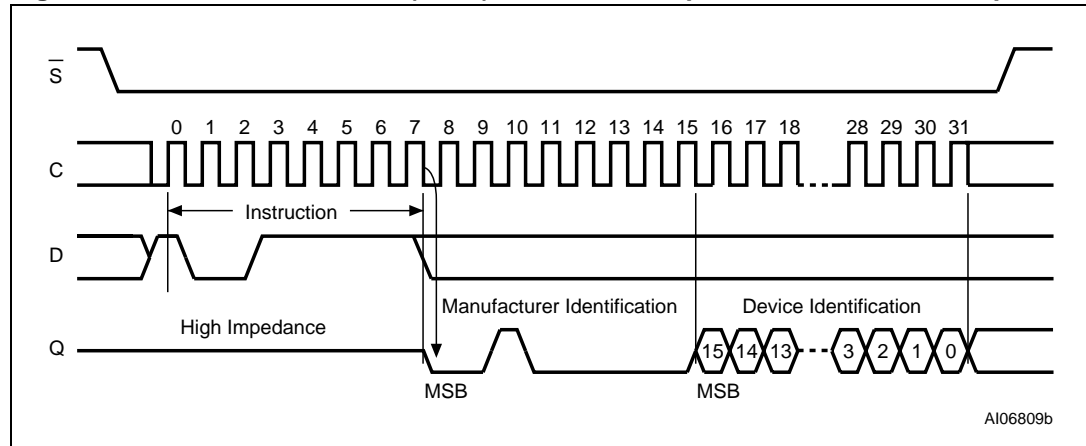 S
0 1 2 3 4 5 6 7 8 9 10 11 12 13 14 15 16 17 18 28 29 30 31
C
Instruction
D
Manufacturer Identification Device Identification
High Impedance
Q 15 14 13 3 2 1 0
MSB MSB
AI06809b